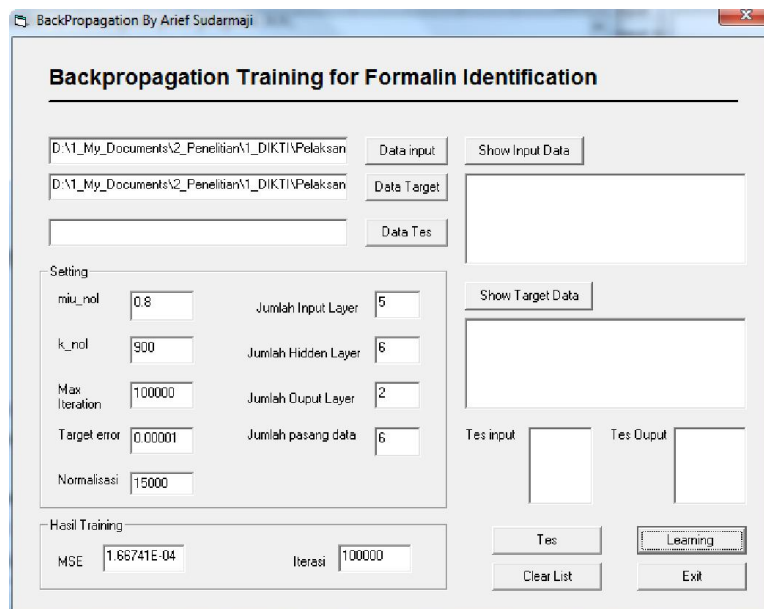 BackPropagation By Arief Sudarmaji
Backpropagation Training for Formalin Identification
D:\1_My_Documents\2_Penelitian\1_DIKTI\Pelaksan
Data input
Show Input Data
D:\1_My_Documents\2_Penelitian\1_DIKTI\Pelaksan
Data Target
Data Tes
Setting
miu_nol
0.8
Jumlah Input Layer
5
Show Target Data
k_nol
900
Jumlah Hidden Layer
6
Max
Iteration
100000
Jumlah Ouput Layer
2
Target error
0.00001
Jumlah pasang data
6
Tes input
Tes Ouput
Normalisasi
15000
Hasil Training
MSE
1.66741E-04
Iterasi
100000
Tes
Learning
Clear List
Exit